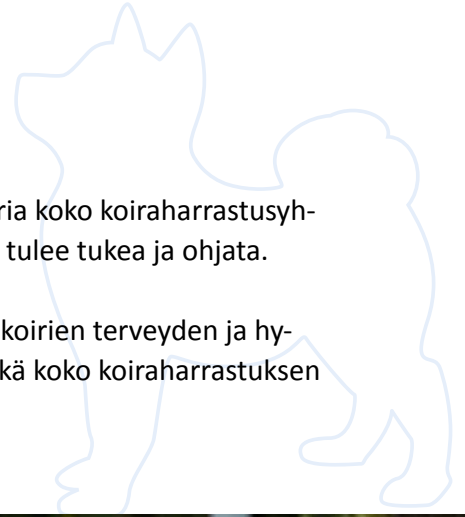 ria koko koiraharrastusyh-
tulee tukea ja ohjata.
koirien terveyden ja hy-
kä koko koiraharrastuksen